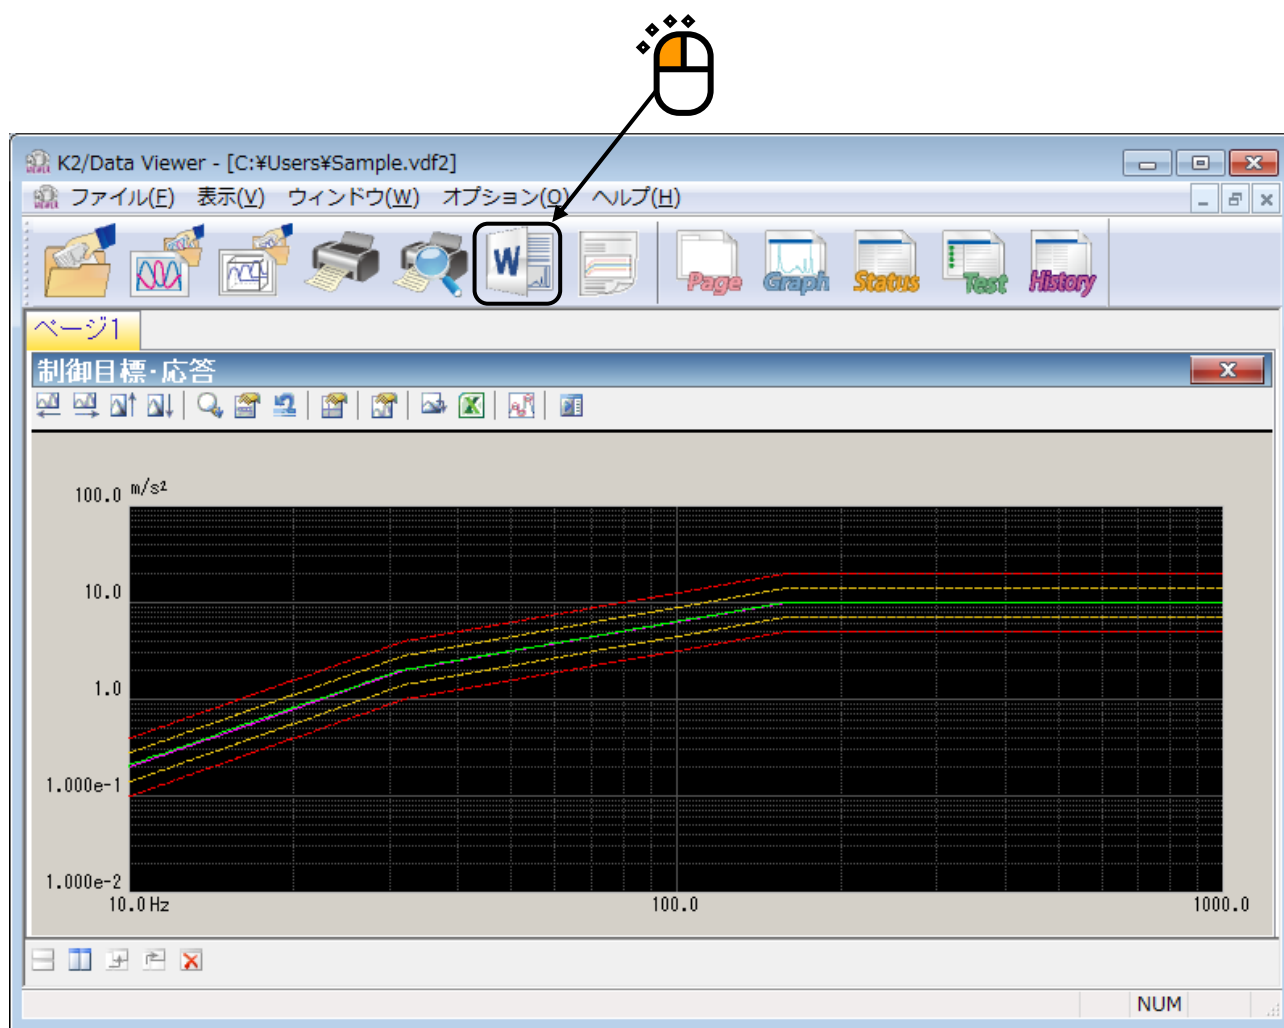 K2/Data Viewer - [C:¥Users¥Sample.vdf2]
ファイル(F) 表示(V) ウィンドウ(W) オプション(O) ヘルプ(H)
W Page Graph Status Test History
ページ1
制御目標・応答
100.0 m/s²
10.0
1.0
1.000e-1
1.000e-2
10.0Hz 100.0 1000.0
NUM